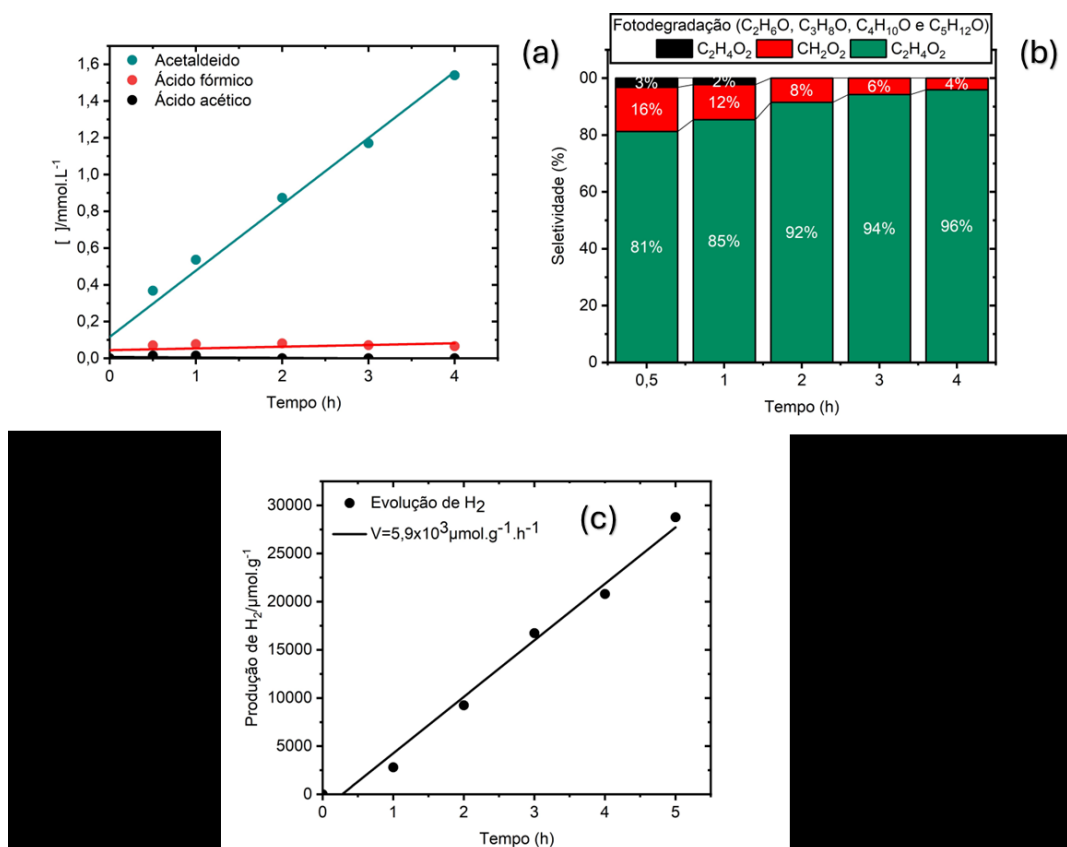 (a)
Acetaldeido
Ácido fórmico
Ácido acético
1,6
1,4
1,2
1,0
0,8
0,6
0,4
0,2
0,0
[ ]/mmol.L⁻¹
0 1 2 3 4
Tempo (h)
Fotodegradação (C₂H₆O, C₃H₈O, C₄H₁₀O e C₅H₁₂O)
C₂H₄O₂ CH₂O₂ C₂H₄O₂
(b)
00
80
60
40
20
0
Seletividade (%)
3% 2%
16% 12% 8% 6% 4%
81% 85% 92% 94% 96%
0,5 1 2 3 4
Tempo (h)
Evolução de H₂
V=5,9x10³µmol.g⁻¹.h⁻¹
(c)
30000
25000
20000
15000
10000
5000
0
Produção de H₂/µmol.g⁻¹
0 1 2 3 4 5
Tempo (h)